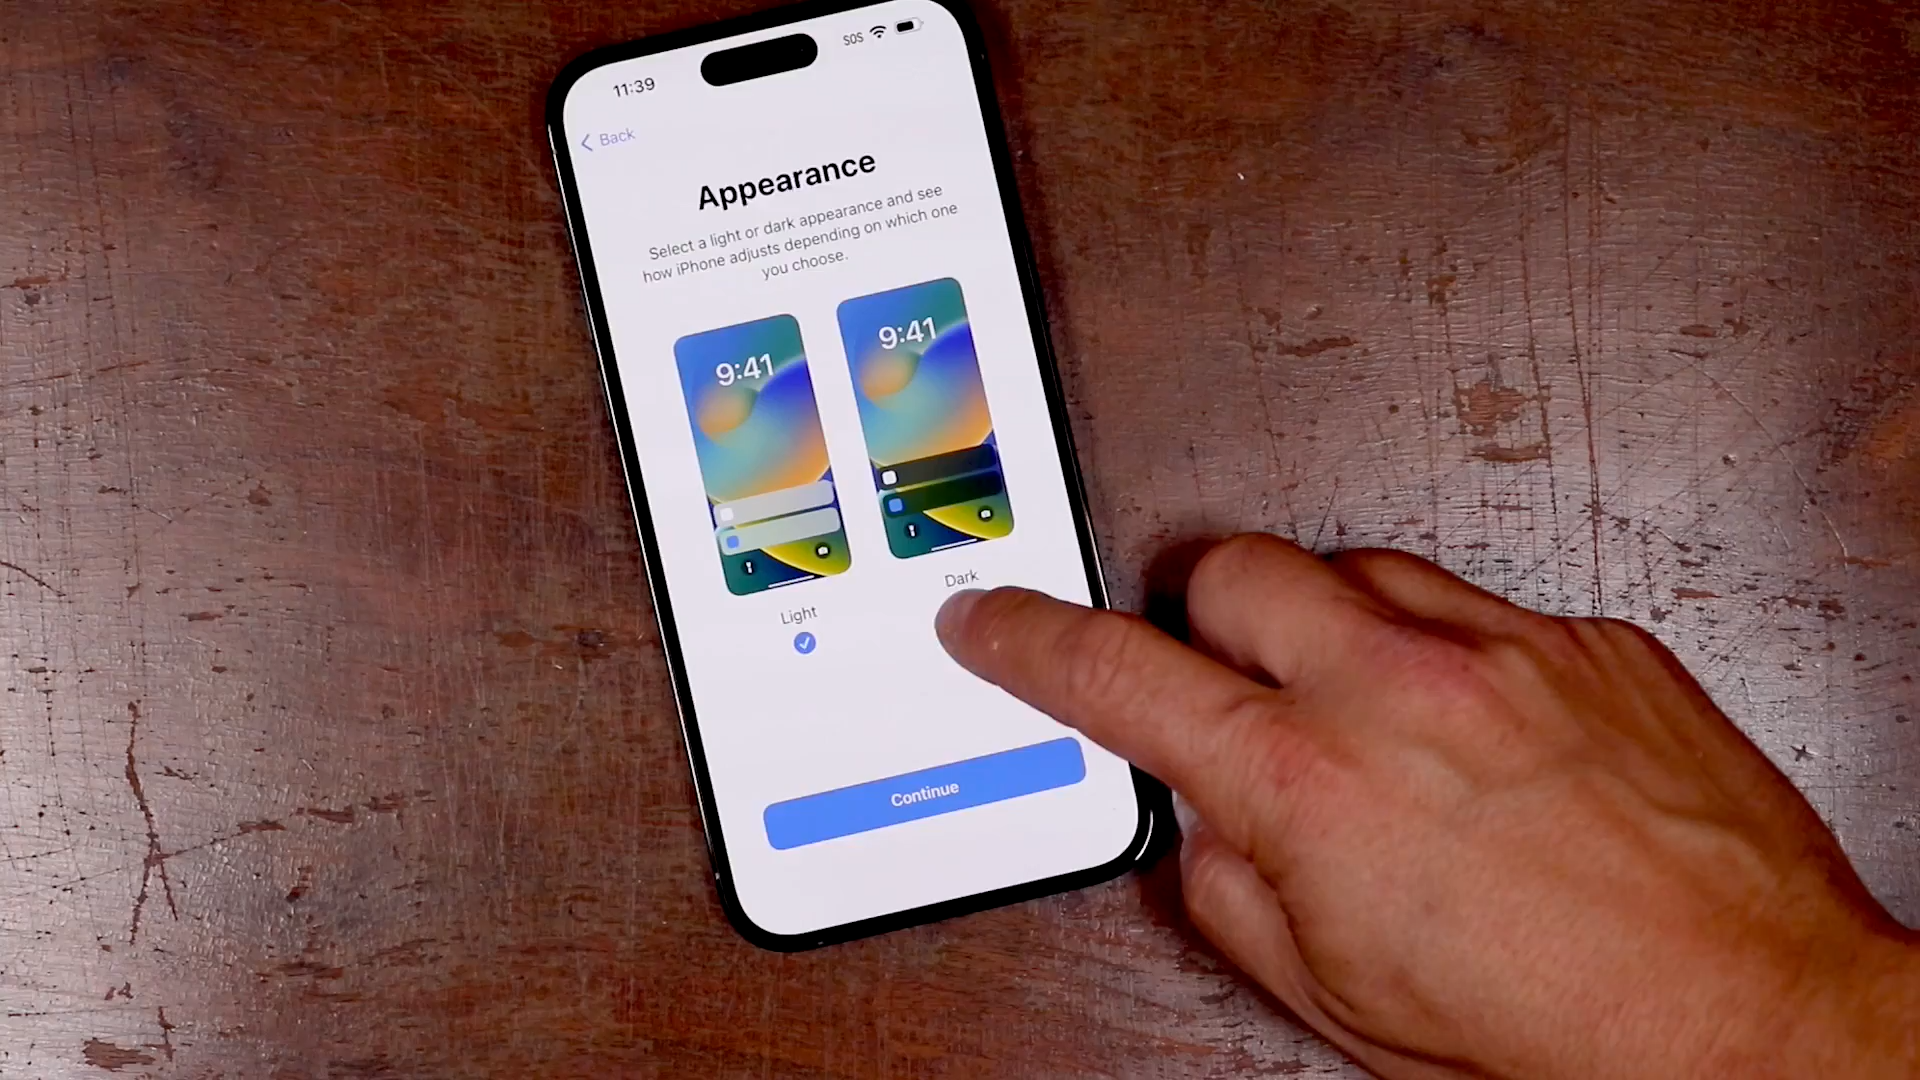 11:39
SOS
Back
Appearance
Select a light or dark appearance and see
how iPhone adjusts depending on which one
you choose.
9:41
9:41
Light
Dark
Continue